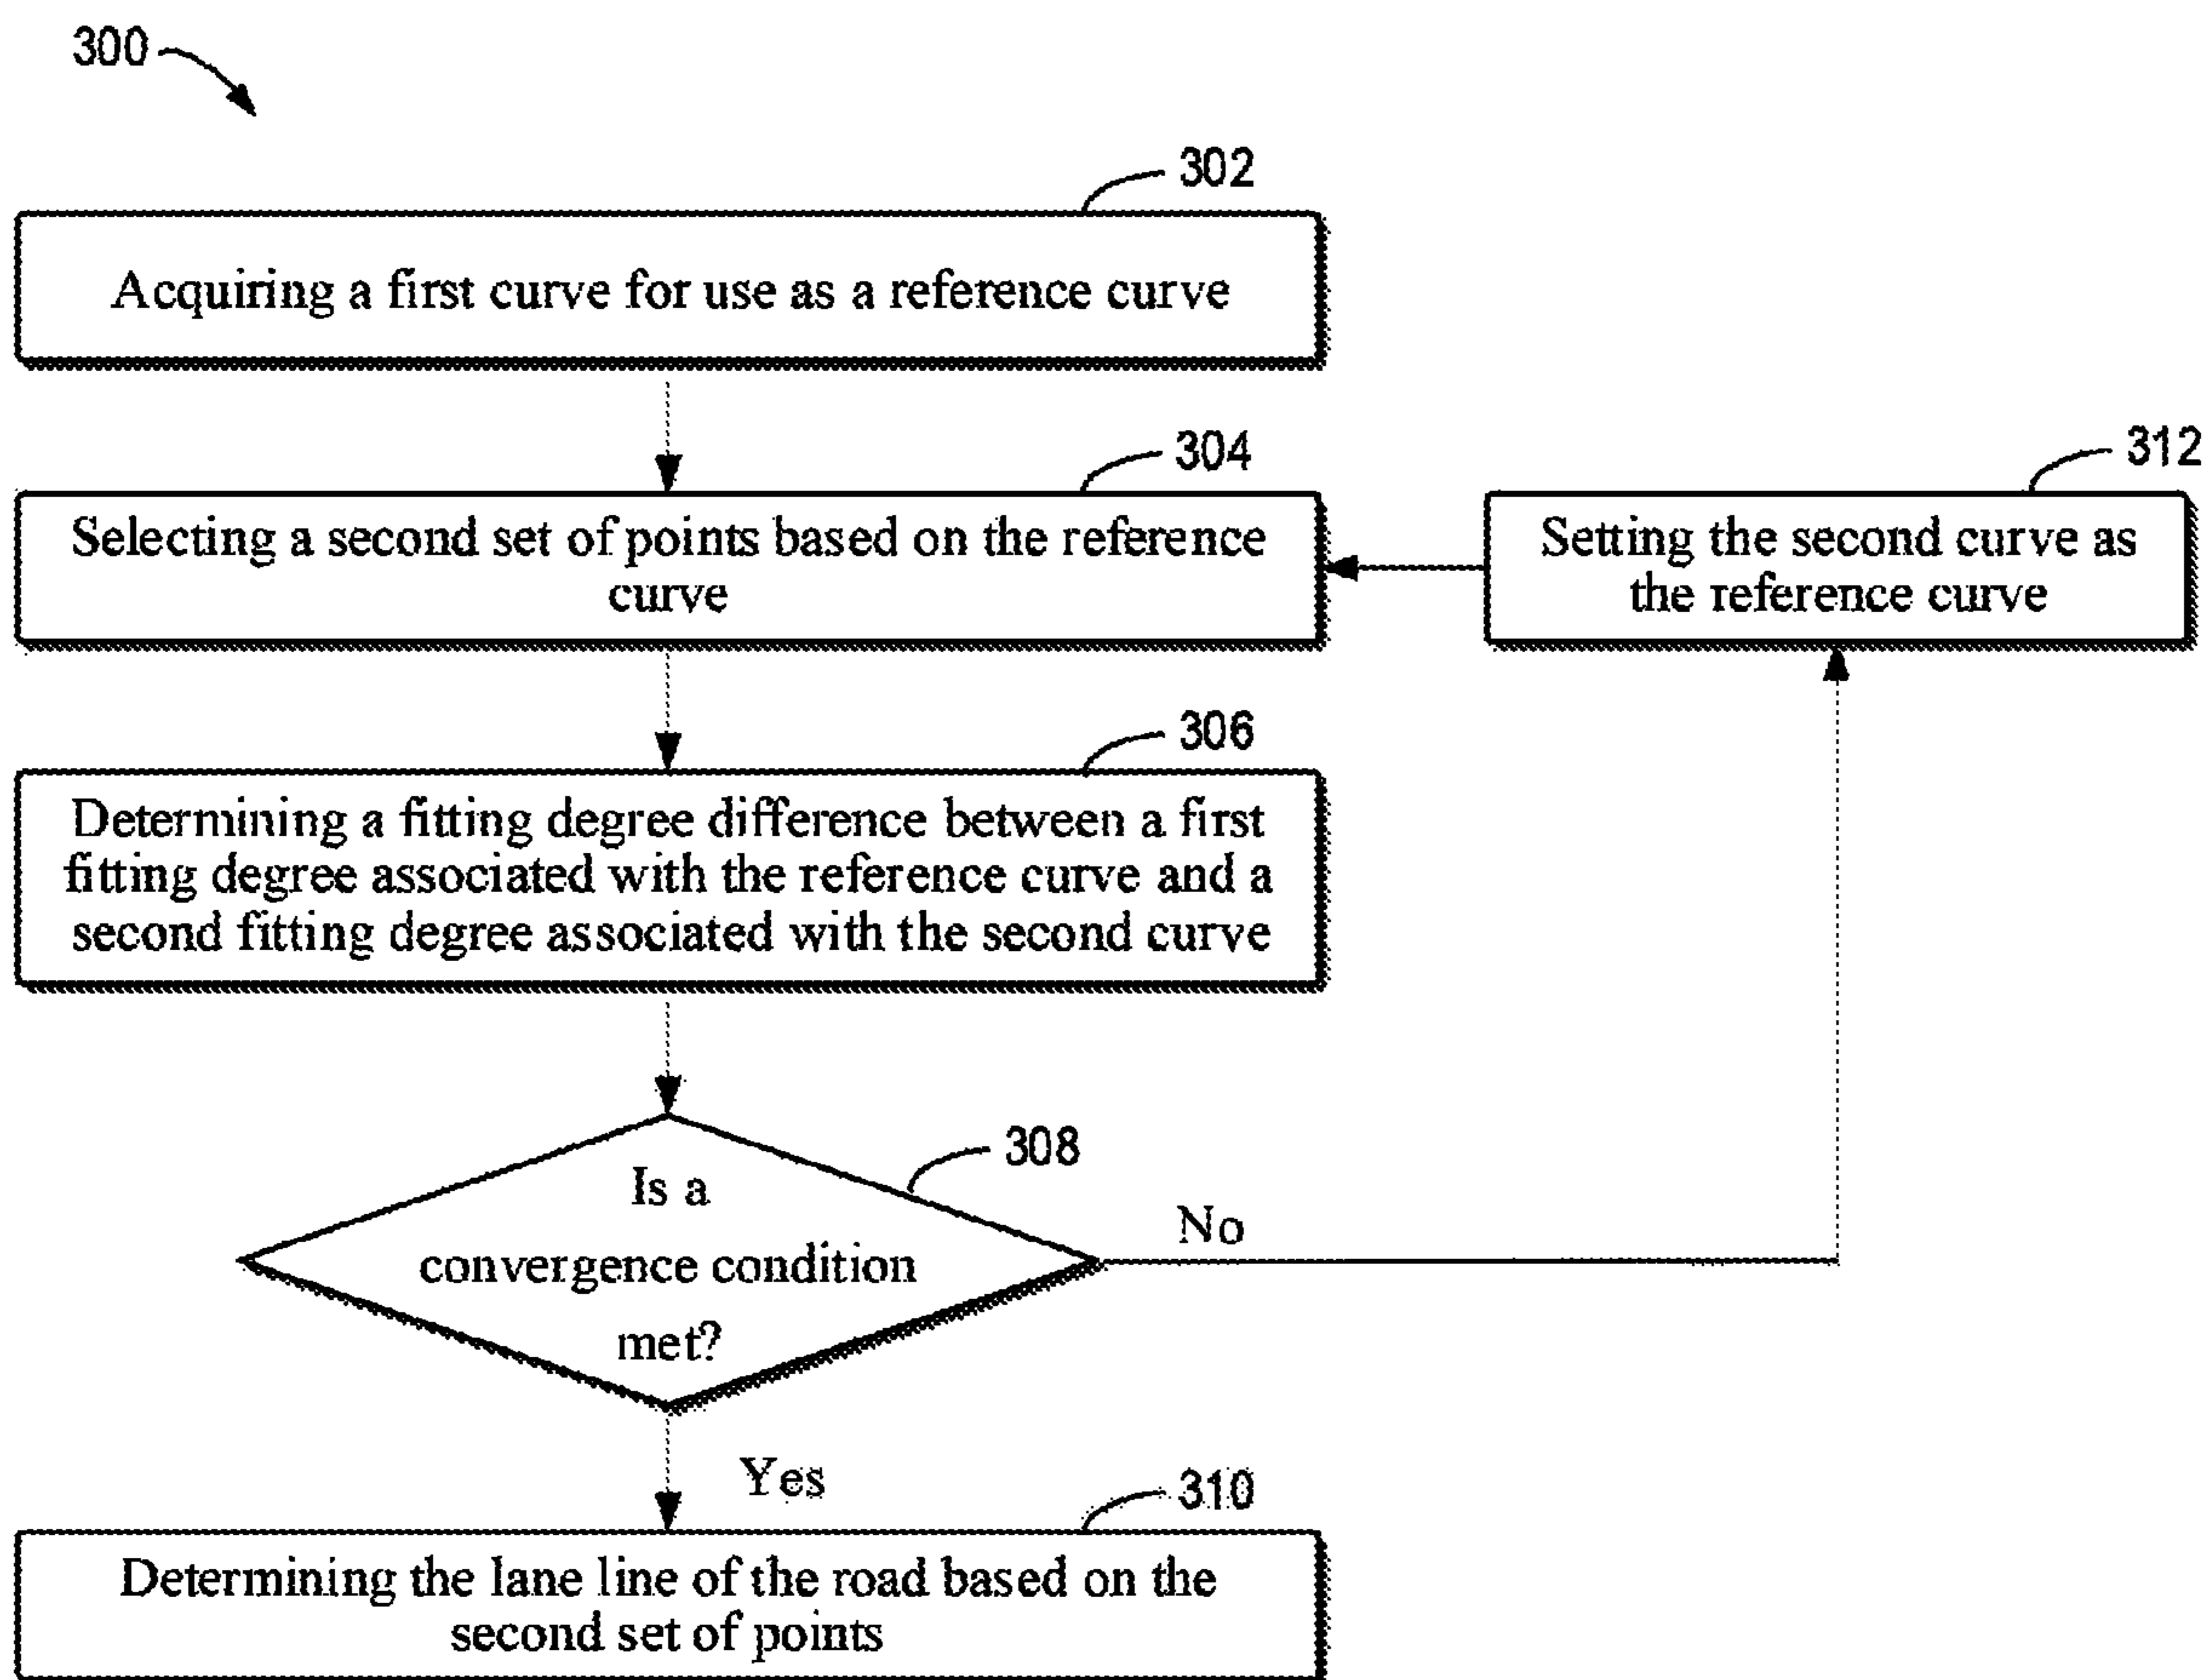 300
302
Acquiring a first curve for use as a reference curve
304
312
Selecting a second set of points based on the reference
curve
Setting the second curve as
the reference curve
306
Determining a fitting degree difference between a first
fitting degree associated with the reference curve and a
second fitting degree associated with the second curve
308
Is a
convergence condition
met?
No
Yes
310
Determining the lane line of the road based on the
second set of points